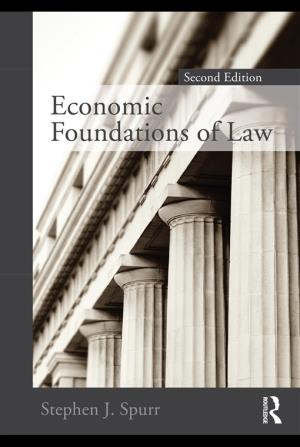 Second Edition
Economic
Foundations of Law
Stephen J. Spurr
R
ROUTLEDGE